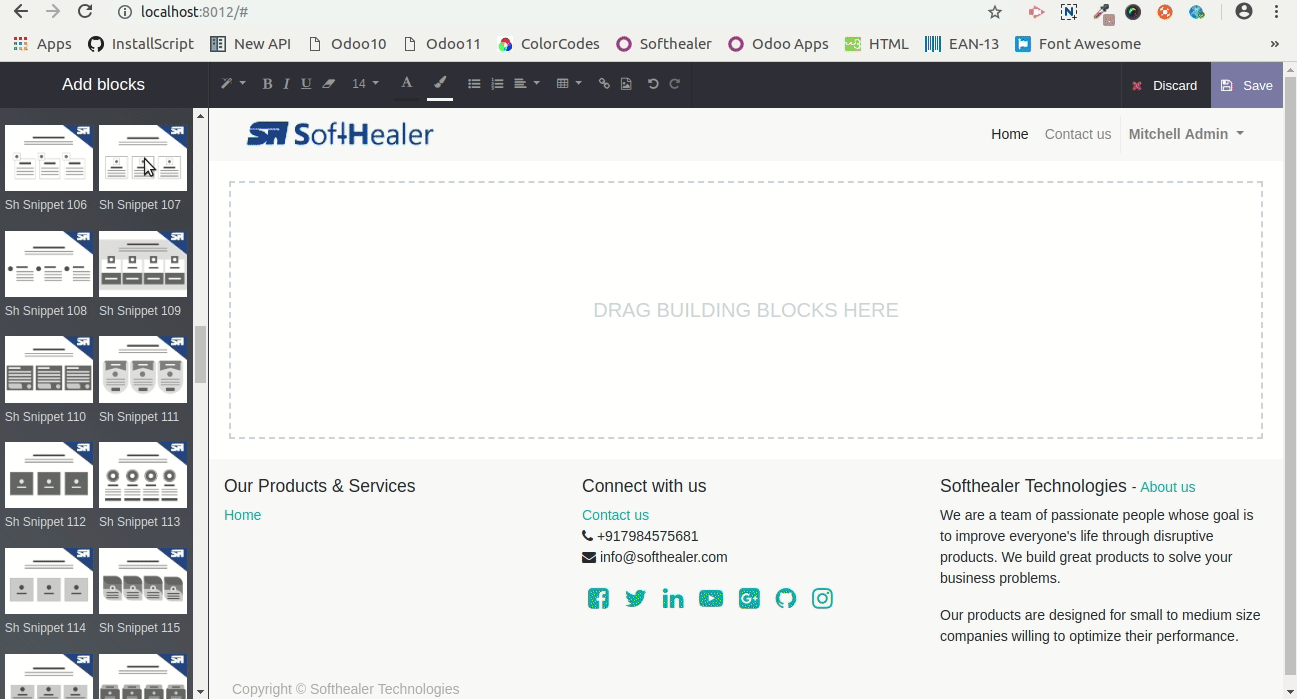 localhost:8012/#
Apps InstallScript New API Odoo10 Odoo11 ColorCodes Softhealer Odoo Apps HTML EAN-13 Font Awesome »
Add blocks B I U 14 A Discard Save
SoftHealer Home Contact us Mitchell Admin
Sh Snippet 106 Sh Snippet 107
Sh Snippet 108 Sh Snippet 109
Sh Snippet 110 Sh Snippet 111
Sh Snippet 112 Sh Snippet 113
Sh Snippet 114 Sh Snippet 115
DRAG BUILDING BLOCKS HERE
Our Products & Services
Home
Connect with us
Contact us
+917984575681
info@softhealer.com
Softhealer Technologies - About us
We are a team of passionate people whose goal is
to improve everyone's life through disruptive
products. We build great products to solve your
business problems.
Our products are designed for small to medium size
companies willing to optimize their performance.
Copyright © Softhealer Technologies